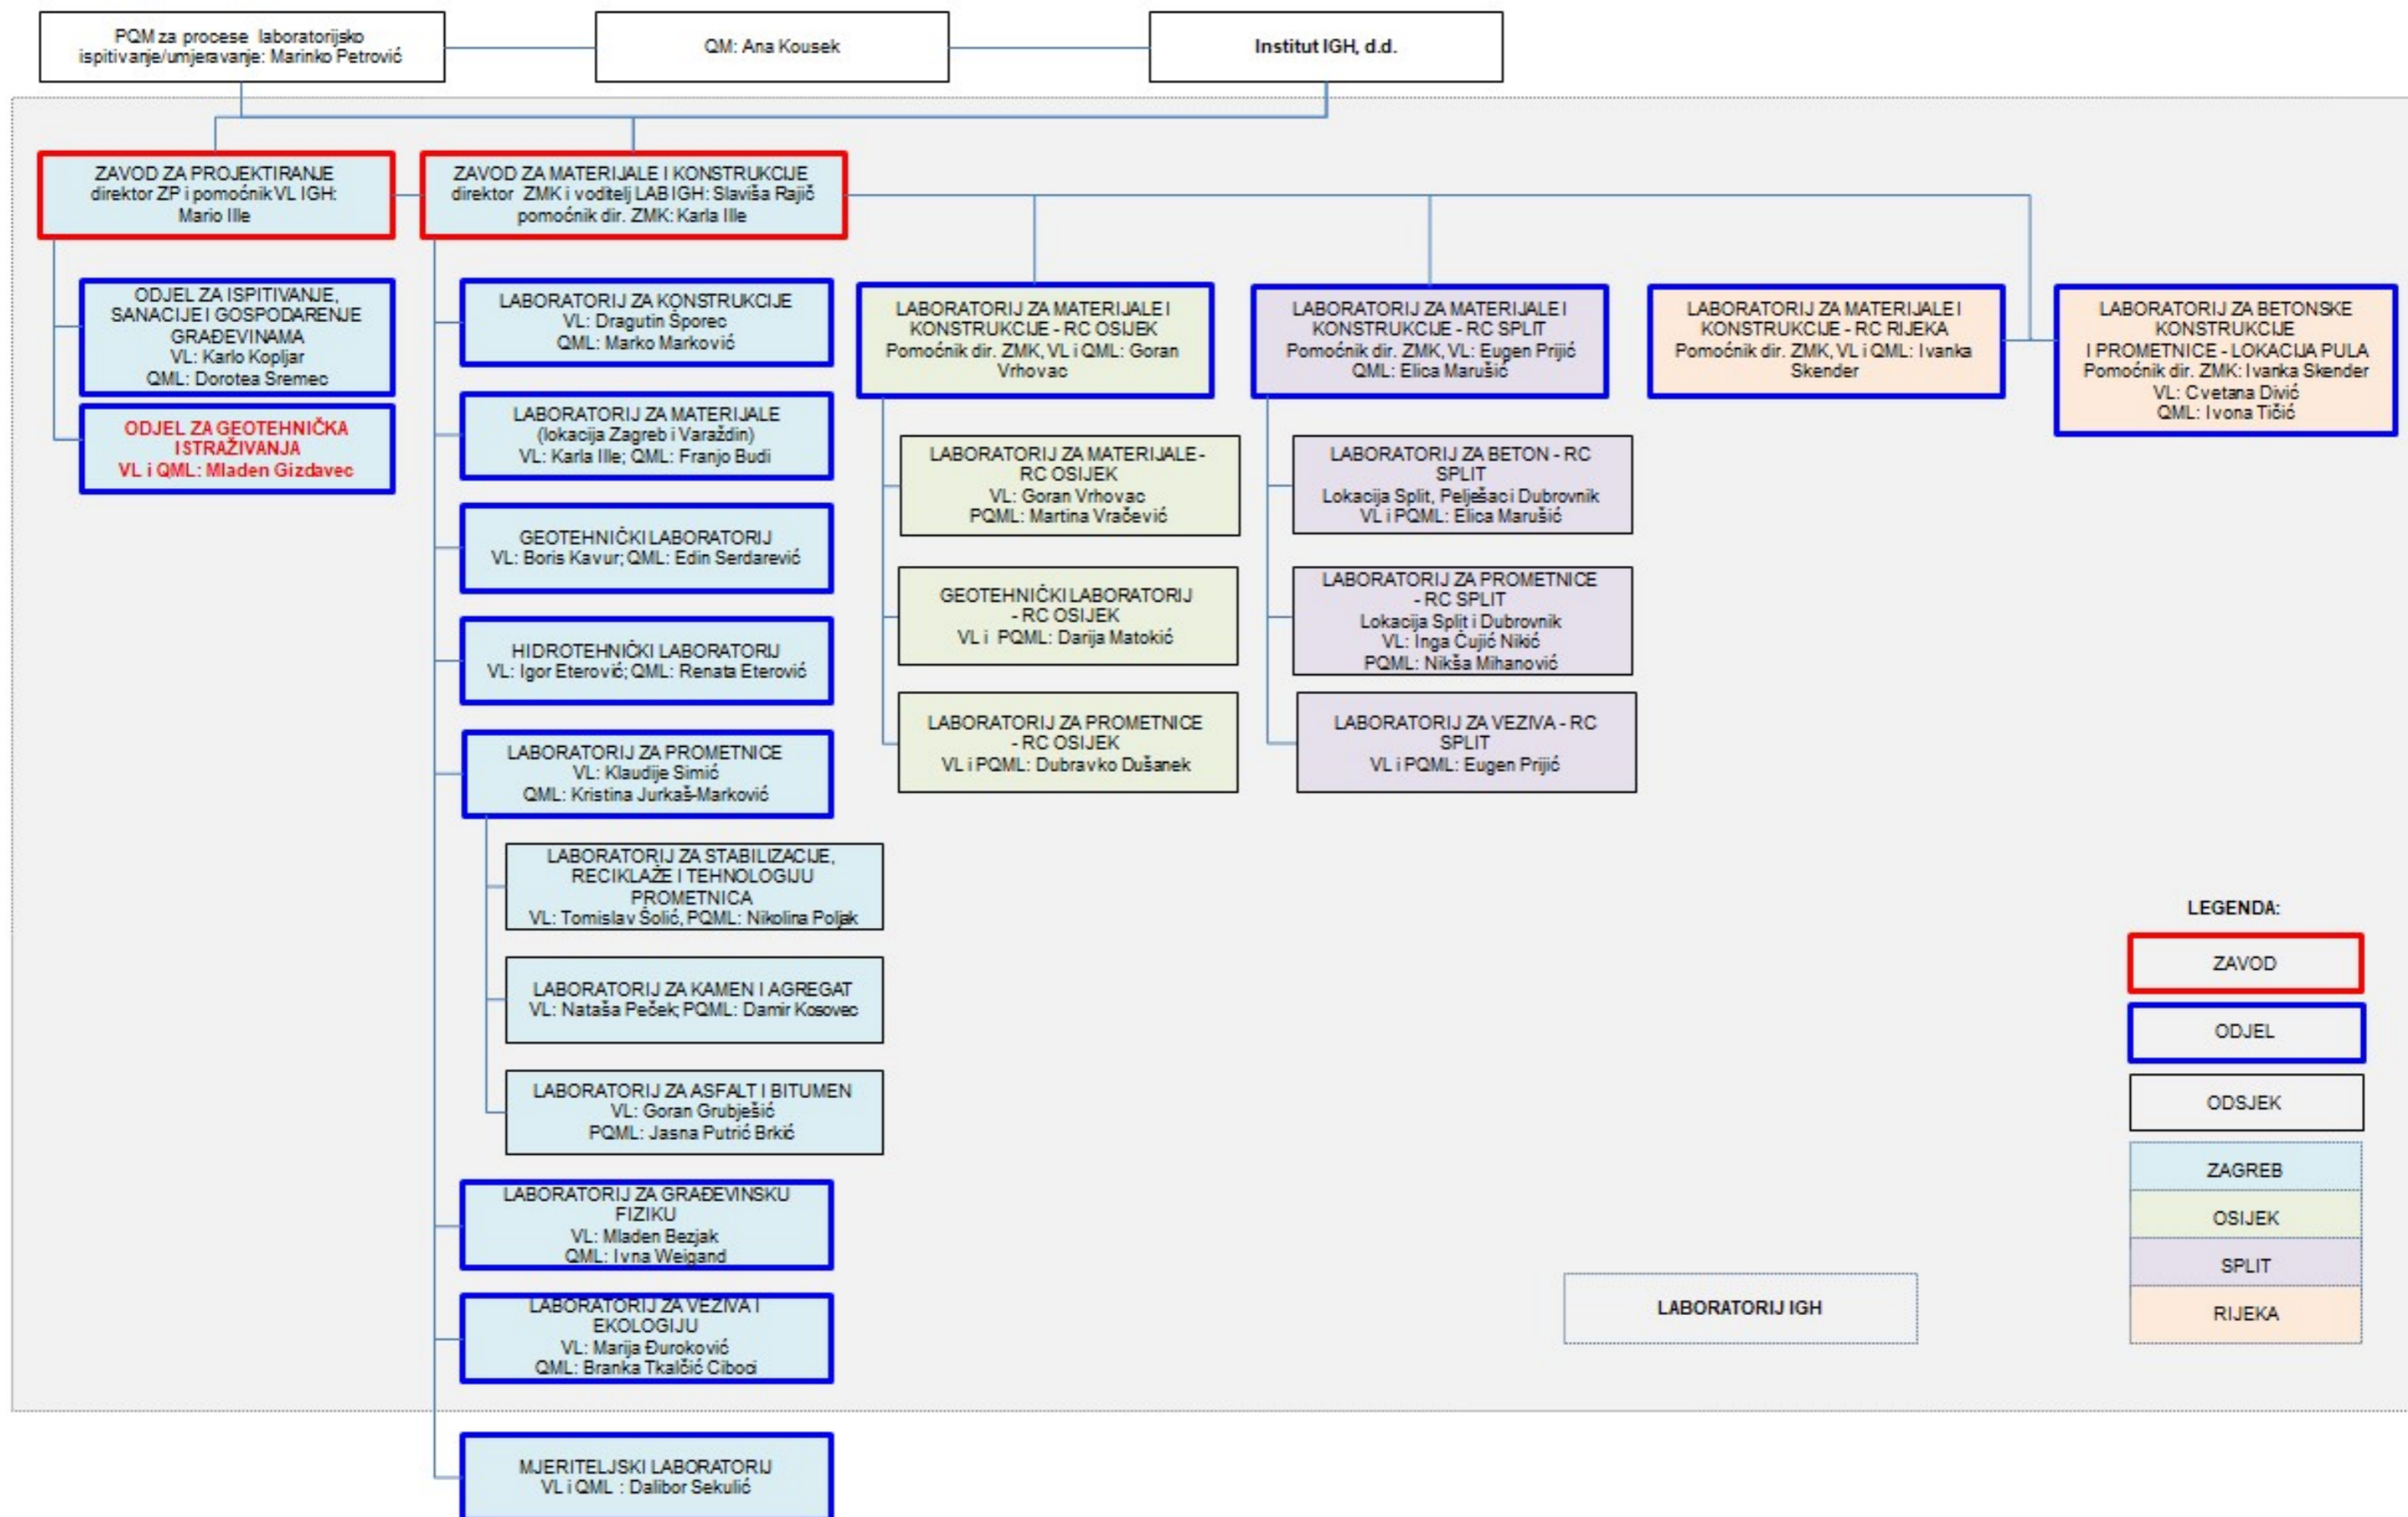 PQM za procese laboratorijsko
ispitivanje/umjeravanje: Marinko Petrović
QM: Ana Kousek
Institut IGH, d.d.
ZAVOD ZA PROJEKTIRANJE
direktor ZP i pomoćnik VL IGH:
Mario Ille
ZAVOD ZA MATERIJALE I KONSTRUKCIJE
direktor ZMK i voditelj LAB IGH: Slaviša Rajič
pomoćnik dir. ZMK: Karla Ille
ODJEL ZA ISPITIVANJE,
SANACIJE I GOSPODARENJE
GRAĐEVINAMA
VL: Karlo Kopljar
QML: Dorotea Sremec
ODJEL ZA GEOTEHNIČKA
ISTRAŽIVANJA
VL i QML: Mladen Gizdavec
LABORATORIJ ZA KONSTRUKCIJE
VL: Dragutin Šporec
QML: Marko Marković
LABORATORIJ ZA MATERIJALE
(lokacija Zagreb i Varaždin)
VL: Karla Ille; QML: Franjo Budi
GEOTEHNIČKI LABORATORIJ
VL: Boris Kavur; QML: Edin Serdarević
HIDROTEHNIČKI LABORATORIJ
VL: Igor Eterović; QML: Renata Eterović
LABORATORIJ ZA PROMETNICE
VL: Klaudije Simić
QML: Kristina Jurkaš-Marković
LABORATORIJ ZA STABILIZACIJE,
RECIKLAŽE I TEHNOLOGIJU
PROMETNICA
VL: Tomislav Šolić, PQML: Nikolina Poljak
LABORATORIJ ZA KAMEN I AGREGAT
VL: Nataša Peček; PQML: Damir Kosovec
LABORATORIJ ZA ASFALT I BITUMEN
VL: Goran Grubješić
PQML: Jasna Putrić Brkić
LABORATORIJ ZA GRAĐEVINSKU
FIZIKU
VL: Mladen Bezjak
QML: Ivna Weigand
LABORATORIJ ZA VEZIVA I
EKOLOGIJU
VL: Marija Đuroković
QML: Branka Tkalčić Ciboci
MJERITELJSKI LABORATORIJ
VL i QML : Dalibor Sekulić
LABORATORIJ ZA MATERIJALE I
KONSTRUKCIJE - RC OSIJEK
Pomoćnik dir. ZMK, VL i QML: Goran
Vrhovac
LABORATORIJ ZA MATERIJALE -
RC OSIJEK
VL: Goran Vrhovac
PQML: Martina Vračević
GEOTEHNIČKI LABORATORIJ
- RC OSIJEK
VL i PQML: Darija Matokić
LABORATORIJ ZA PROMETNICE
- RC OSIJEK
VL i PQML: Dubravko Dušanek
LABORATORIJ ZA MATERIJALE I
KONSTRUKCIJE - RC SPLIT
Pomoćnik dir. ZMK, VL: Eugen Prijić
QML: Elica Marušić
LABORATORIJ ZA BETON - RC
SPLIT
Lokacija Split, Pelješac i Dubrovnik
VL i PQML: Elica Marušić
LABORATORIJ ZA PROMETNICE
- RC SPLIT
Lokacija Split i Dubrovnik
VL: Inga Čujić Nikić
PQML: Nikša Mihanović
LABORATORIJ ZA VEZIVA - RC
SPLIT
VL i PQML: Eugen Prijić
LABORATORIJ ZA MATERIJALE I
KONSTRUKCIJE - RC RIJEKA
Pomoćnik dir. ZMK, VL i QML: Ivanka
Skender
LABORATORIJ ZA BETONSKE
KONSTRUKCIJE
I PROMETNICE - LOKACIJA PULA
Pomoćnik dir. ZMK: Ivanka Skender
VL: Cvetana Divić
QML: Ivona Tičić
LEGENDA:
ZAVOD
ODJEL
ODSJEK
ZAGREB
OSIJEK
SPLIT
RIJEKA
LABORATORIJ IGH